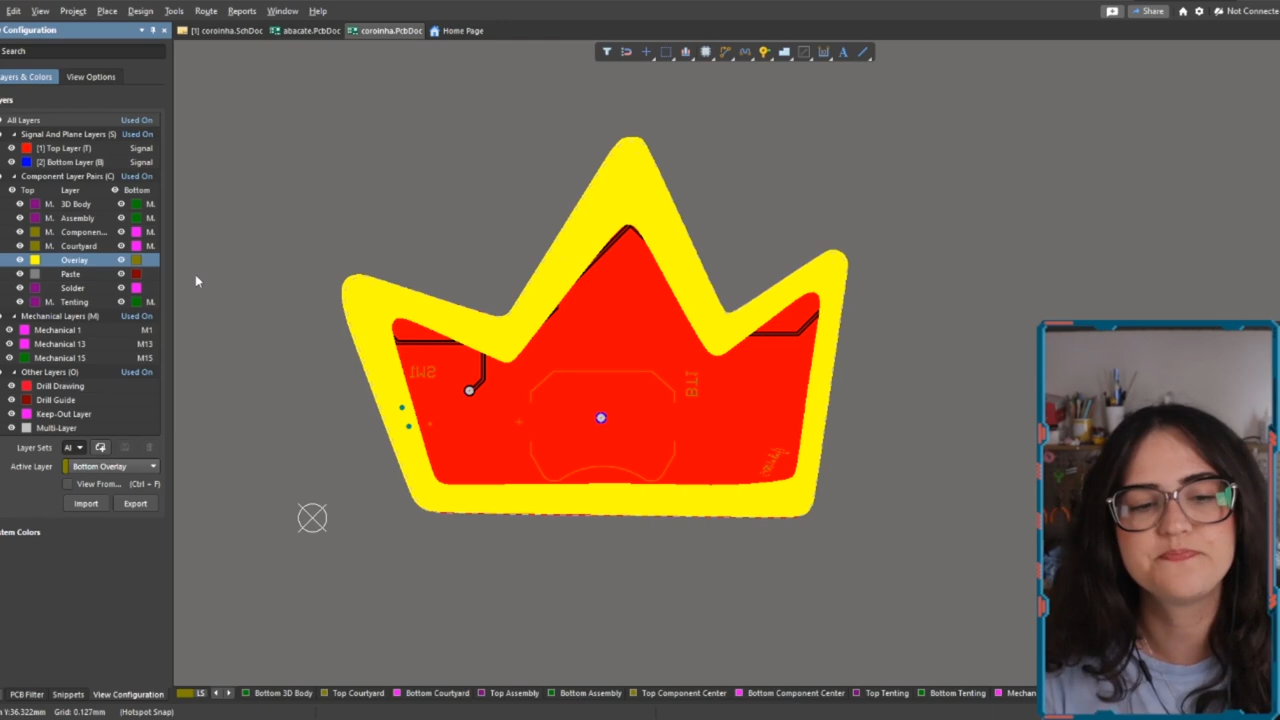 Edit View Project Place Design Tools Route Reports Window Help
Share
Not Connecte
Configuration
[1] coroinha.SchDoc abacate.PcbDoc coroinha.PcbDoc Home Page
Search
ayers & Colors View Options
ayers
All Layers Used On
Signal And Plane Layers (S) Used On
[1] Top Layer (T) Signal
[2] Bottom Layer (B) Signal
Component Layer Pairs (C) Used On
Top Layer Bottom
M. 3D Body M.
M. Assembly M.
M. Componen... M.
M. Courtyard M.
Overlay
Paste
Solder
M. Tenting M.
Mechanical Layers (M) Used On
Mechanical 1 M1
Mechanical 13 M13
Mechanical 15 M15
Other Layers (O) Used On
Drill Drawing
Drill Guide
Keep-Out Layer
Multi-Layer
Layer Sets Al
Active Layer Bottom Overlay
View From... (Ctrl + F)
Import Export
stem Colors
SW1
BT1
PCB Filter Snippets View Configuration
LS Bottom 3D Body Top Courtyard Bottom Courtyard Top Assembly Bottom Assembly Top Component Center Bottom Component Center Top Tenting Bottom Tenting Mechan
Y:36.322mm Grid: 0.127mm (Hotspot Snap)